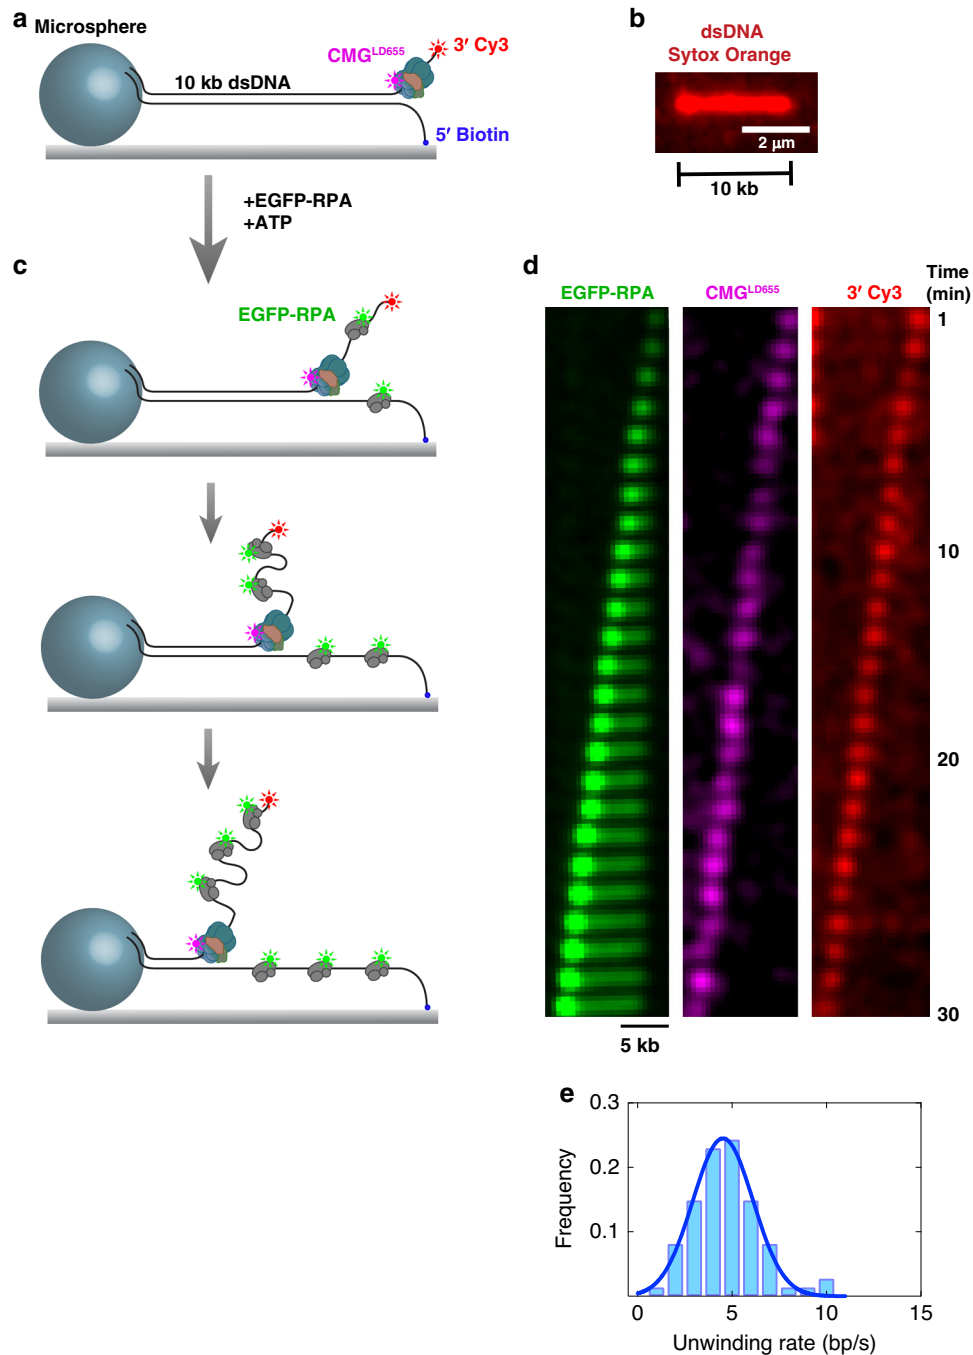 a
Microsphere
CMG^LD655
3′ Cy3
10 kb dsDNA
5′ Biotin
+EGFP-RPA
+ATP
b
dsDNA
Sytox Orange
2 µm
10 kb
c
EGFP-RPA
d
EGFP-RPA
CMG^LD655
3′ Cy3
Time
(min)
1
10
20
30
5 kb
e
0.3
0.2
0.1
Frequency
0 5 10 15
Unwinding rate (bp/s)